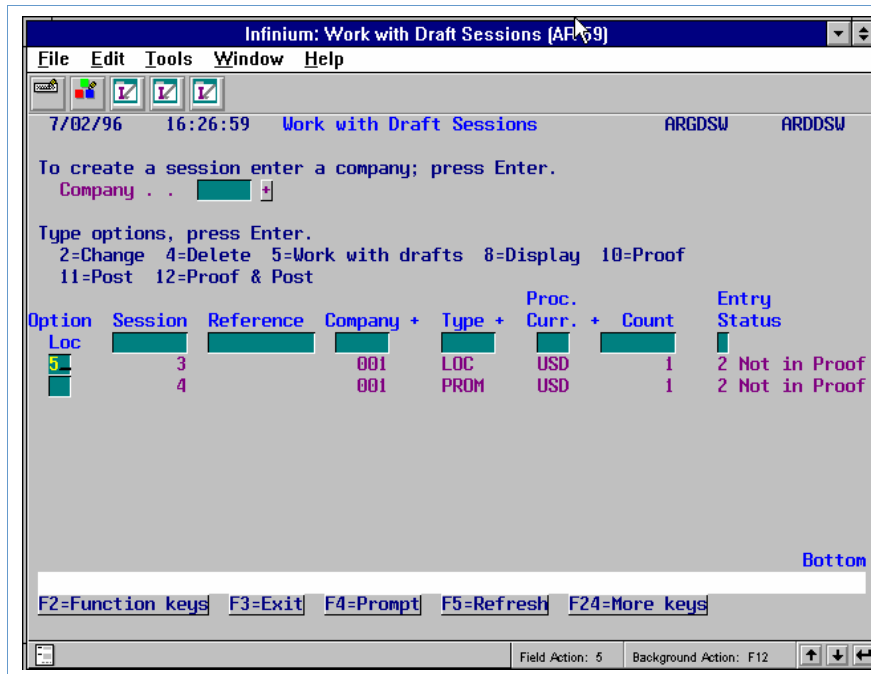 Infinium: Work with Draft Sessions (AR 59)
File Edit Tools Window Help
7/02/96 16:26:59 Work with Draft Sessions ARGDSW ARDDSW
To create a session enter a company; press Enter.
Company . . +
Type options, press Enter.
2=Change 4=Delete 5=Work with drafts 8=Display 10=Proof
11=Post 12=Proof & Post
Proc. Entry
Option Session Reference Company + Type + Curr. + Count Status
Loc
5 3 001 LOC USD 1 2 Not in Proof
4 001 PROM USD 1 2 Not in Proof
Bottom
F2=Function keys F3=Exit F4=Prompt F5=Refresh F24=More keys
Field Action: 5 Background Action: F12